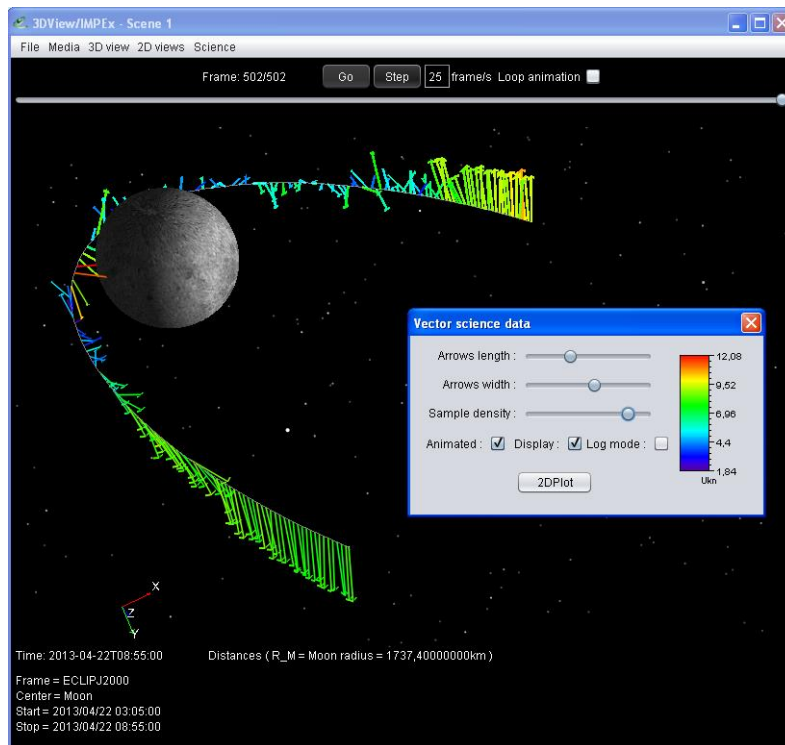 3DView/IMPEx - Scene 1
File Media 3D view 2D views Science
Frame: 502/502 Go Step 25 frame/s Loop animation
Vector science data
Arrows length :
Arrows width :
Sample density :
Animated : Display : Log mode :
2DPlot
12,08
9,52
6,96
4,4
1,84
Ukn
X
Z
Y
Time: 2013-04-22T08:55:00 Distances ( R_M = Moon radius = 1737,40000000km )
Frame = ECLIPJ2000
Center = Moon
Start = 2013/04/22 03:05:00
Stop = 2013/04/22 08:55:00